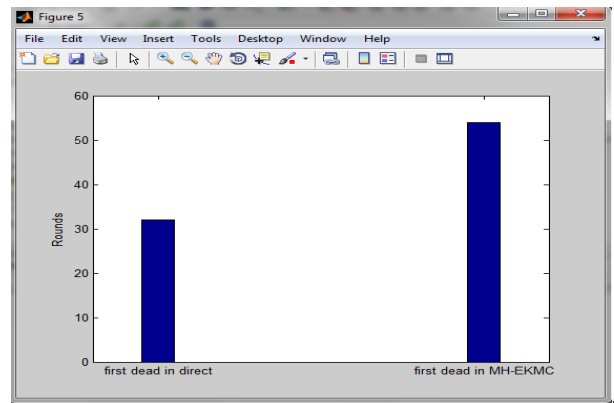 Figure 5
File Edit View Insert Tools Desktop Window Help
60
50
40
30
20
10
0
Rounds
first dead in direct
first dead in MH-EKMC